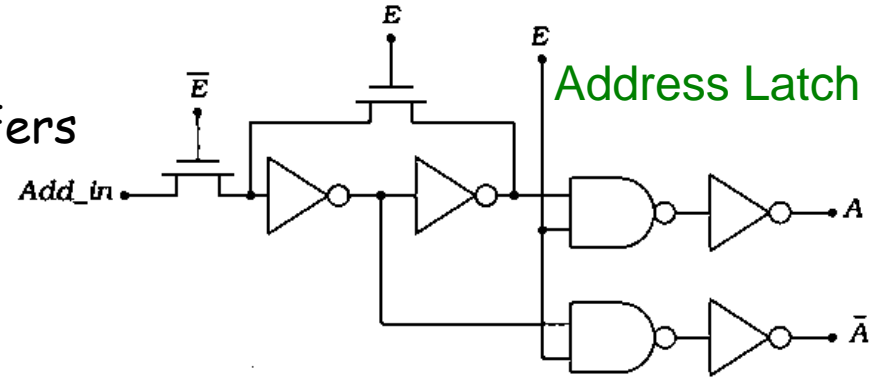 E
E
Address Latch
E̅
fers
Add_in
A
A̅